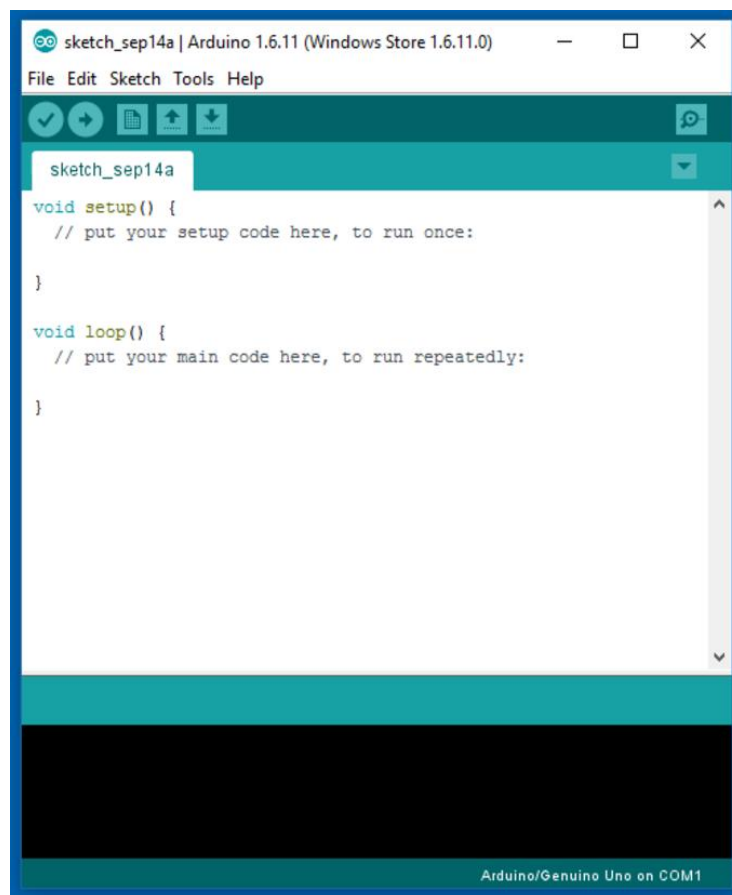 sketch_sep14a | Arduino 1.6.11 (Windows Store 1.6.11.0)
File Edit Sketch Tools Help
sketch_sep14a
void setup() {
  // put your setup code here, to run once:
}
void loop() {
  // put your main code here, to run repeatedly:
}
Arduino/Genuino Uno on COM1